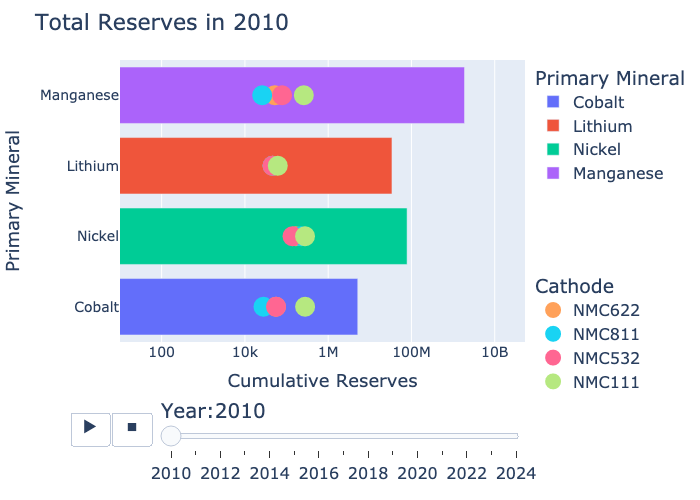 Total Reserves in 2010
Primary Mineral
Manganese
Lithium
Nickel
Cobalt
100 10k 1M 100M 10B
Cumulative Reserves
Primary Mineral
Cobalt
Lithium
Nickel
Manganese
Cathode
NMC622
NMC811
NMC532
NMC111
Year:2010
2010 2012 2014 2016 2018 2020 2022 2024